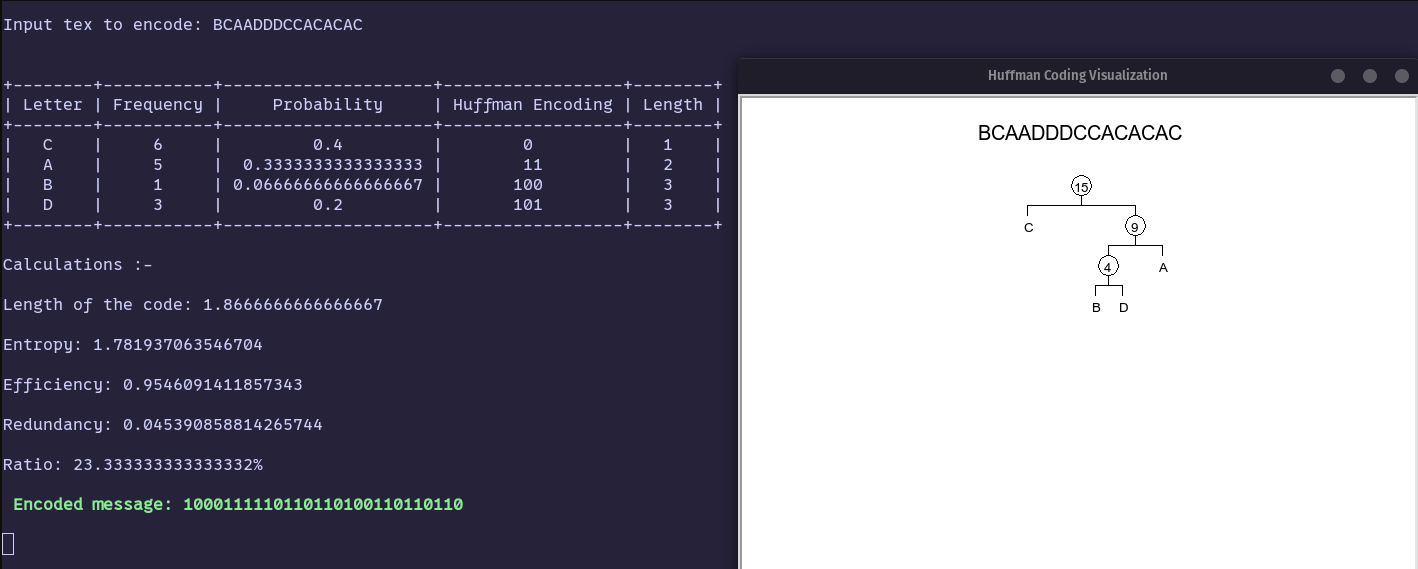 Input tex to encode: BCAADDDCCACACAC
+--------+-----------+---------------------+------------------+--------+
| Letter | Frequency | Probability | Huffman Encoding | Length |
+--------+-----------+---------------------+------------------+--------+
| C | 6 | 0.4 | 0 | 1 |
| A | 5 | 0.3333333333333333 | 11 | 2 |
| B | 1 | 0.06666666666666667 | 100 | 3 |
| D | 3 | 0.2 | 101 | 3 |
+--------+-----------+---------------------+------------------+--------+
Calculations :-
Length of the code: 1.8666666666666667
Entropy: 1.781937063546704
Efficiency: 0.9546091411857343
Redundancy: 0.045390858814265744
Ratio: 23.333333333333332%
Encoded message: 1000111110110110100110110110
Huffman Coding Visualization
BCAADDDCCACACAC
15
C 9
4 A
B D